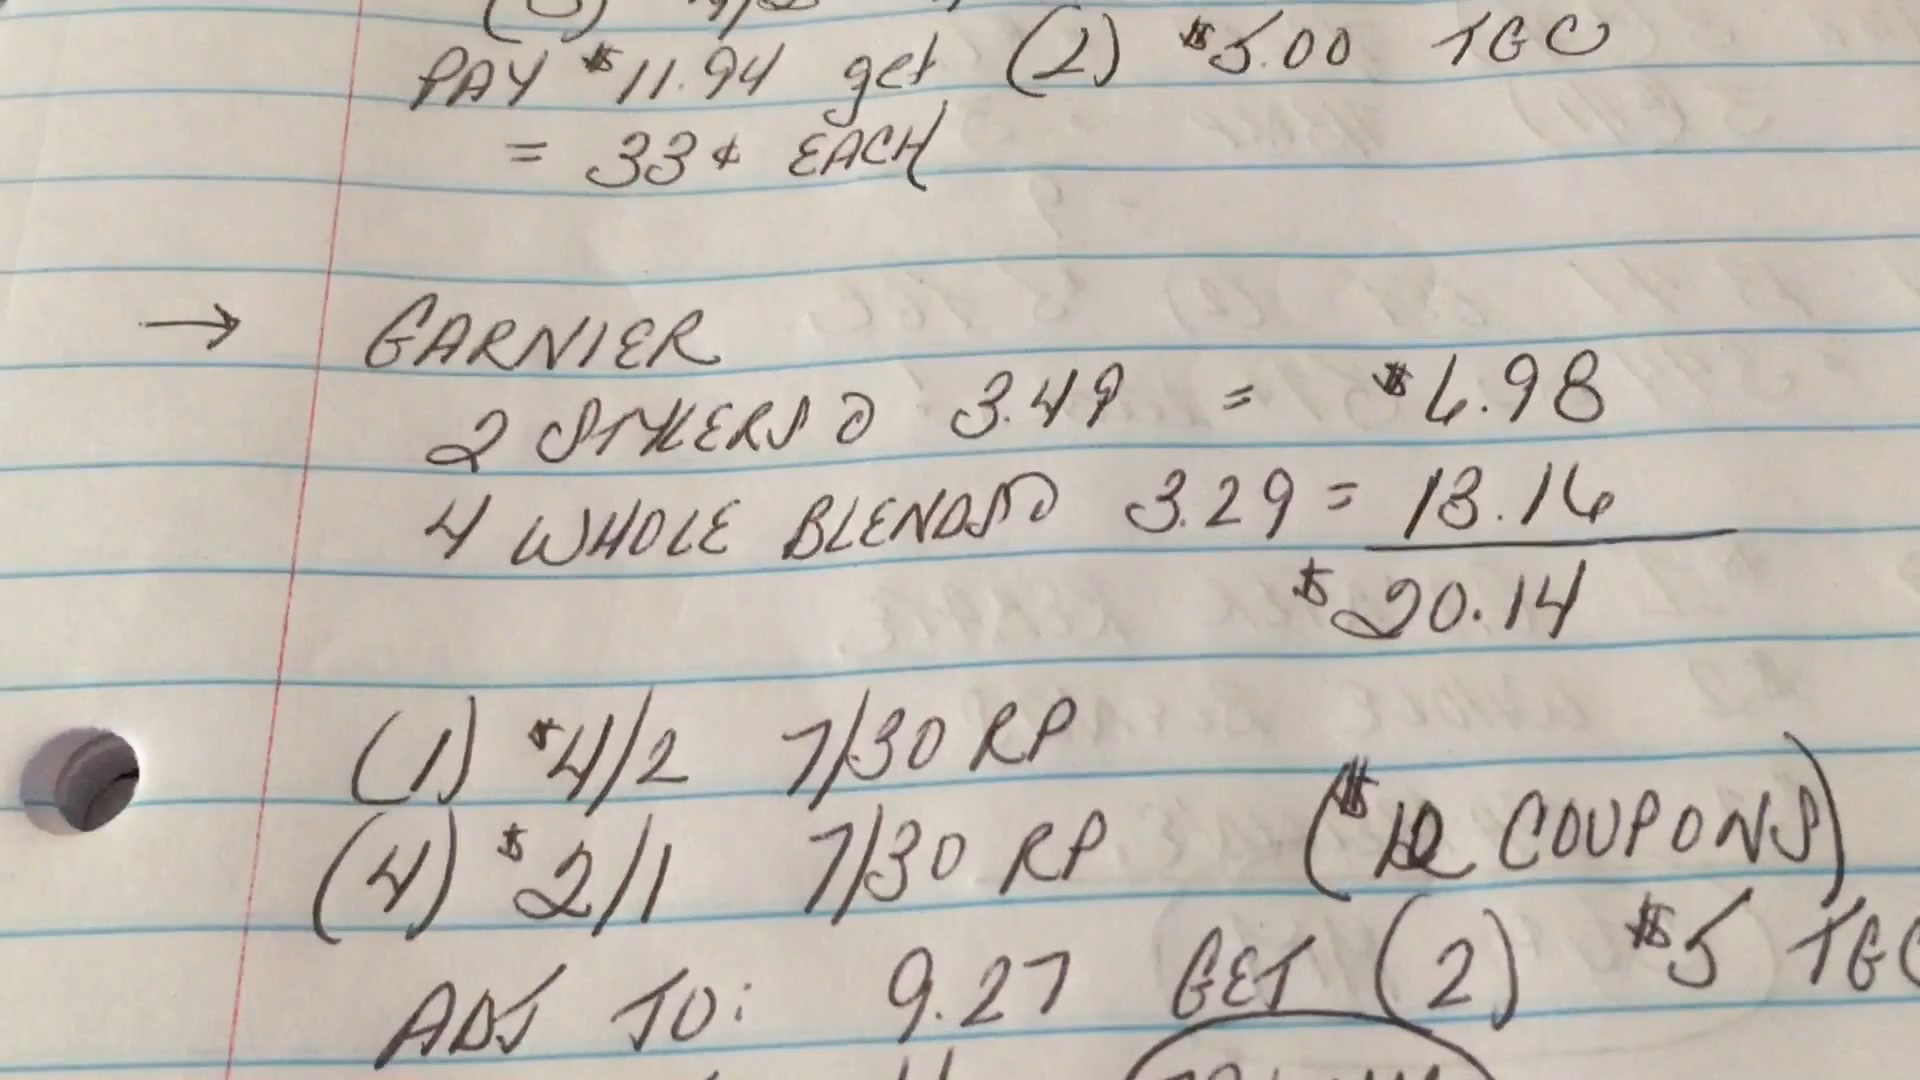 PAY $11.94 get (2) $5.00 TGC
= 33¢ EACH
→ GARNIER
2 STYLERS @ 3.49 = $6.98
4 WHOLE BLENDS @ 3.29 = 13.16
$20.14
(1) $4/2 7/30 RP
(4) $2/1 7/30 RP ($12 COUPONS)
ADJ TO: 9.27 GET (2) $5 TGC